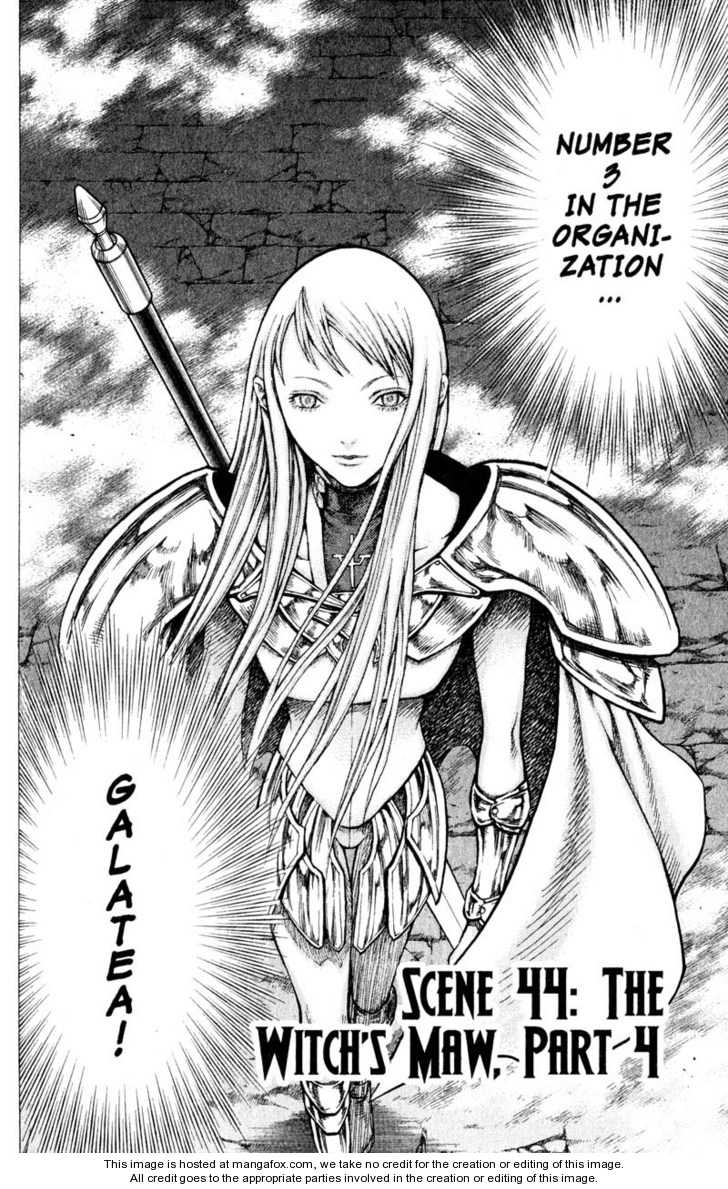 NUMBER
3
IN THE
ORGANI-
ZATION
...
GALATEA!
SCENE 44: THE
WITCH'S MAW, PART 4
This image is hosted at mangafox.com, we take no credit for the creation or editing of this image.
All credit goes to the appropriate parties involved in the creation or editing of this image.